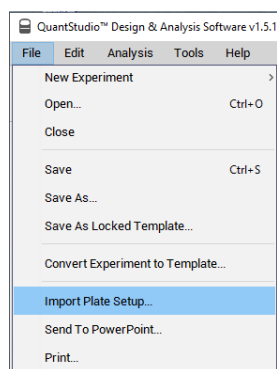 QuantStudio™ Design & Analysis Software v1.5.1
File Edit Analysis Tools Help
New Experiment >
Open... Ctrl+O
Close
Save Ctrl+S
Save As...
Save As Locked Template...
Convert Experiment to Template...
Import Plate Setup...
Send To PowerPoint...
Print...